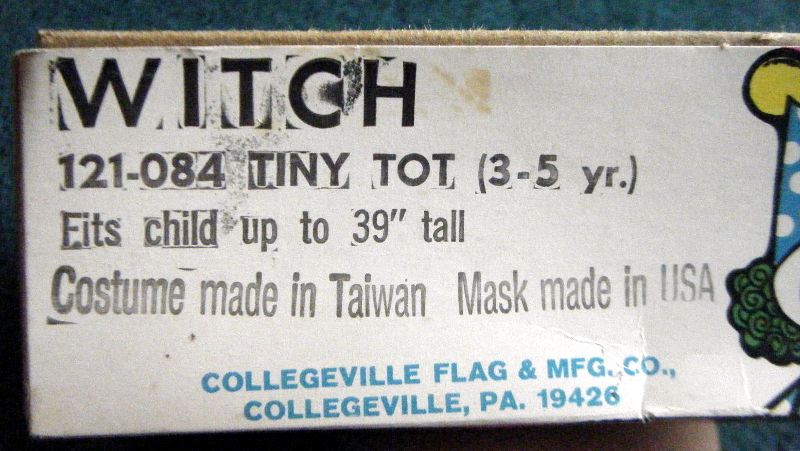 WITCH
121-084 TINY TOT (3-5 yr.)
Fits child up to 39" tall
Costume made in Taiwan Mask made in USA
COLLEGEVILLE FLAG & MFG. CO.,
COLLEGEVILLE, PA. 19426